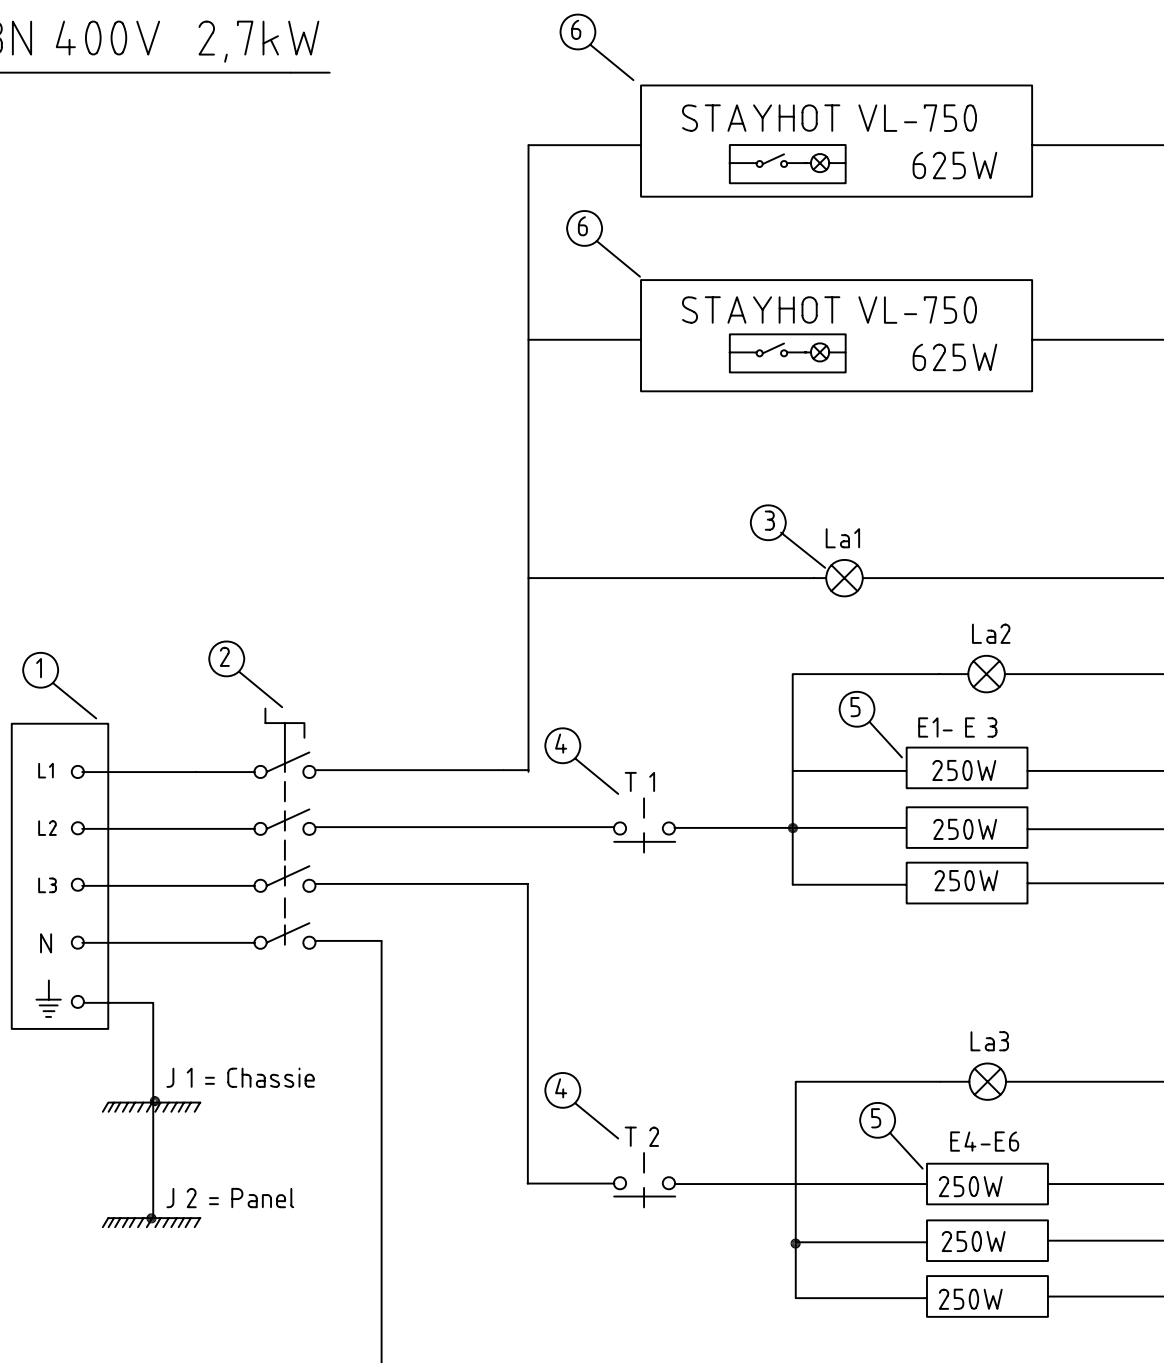 3N 400V 2,7kW
6
STAYHOT VL-750
625W
6
STAYHOT VL-750
625W
3
La1
La2
1
2
5
E1- E 3
4
T 1
250W
L1
L2
250W
L3
250W
N
La3
J 1 = Chassie
4
5
T 2
E4-E6
250W
J 2 = Panel
250W
250W